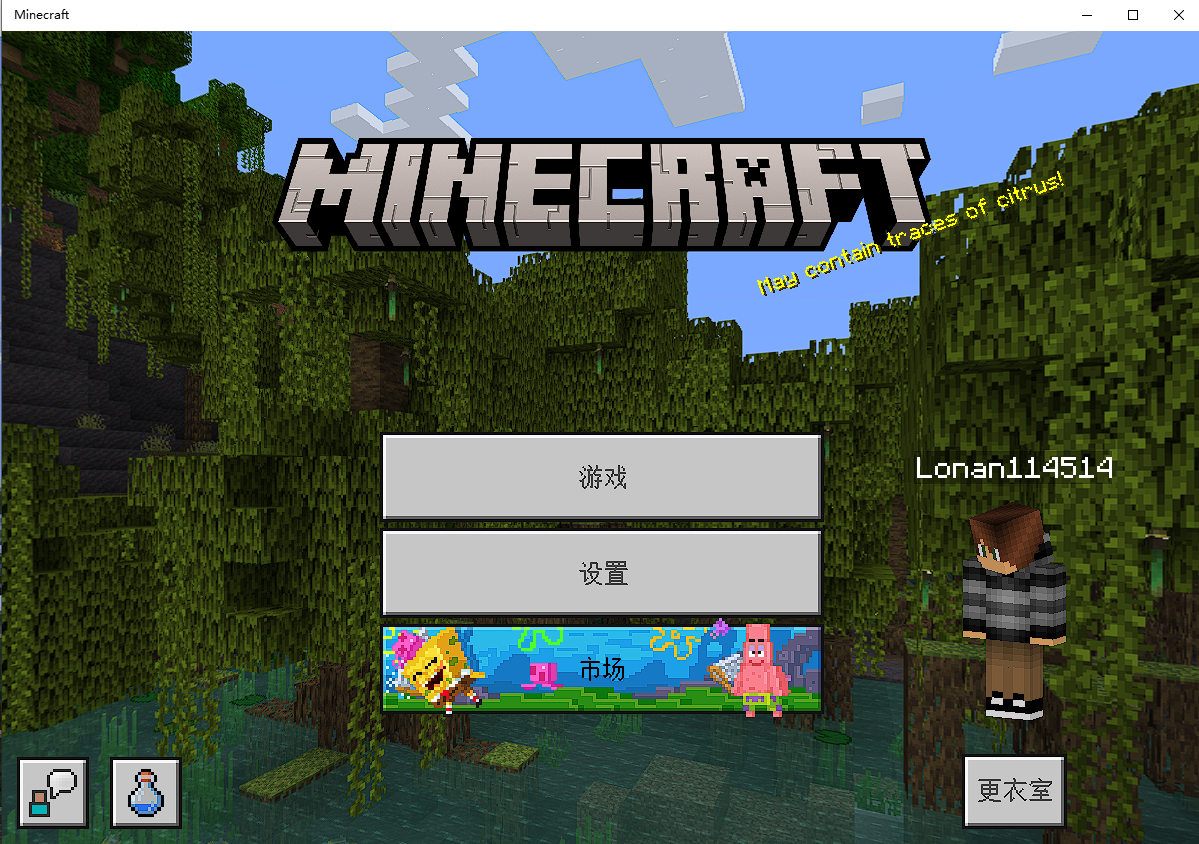 Minecraft
MINECRAFT
May contain traces of citrus!
游戏
Lonan114514
设置
市场
更衣室